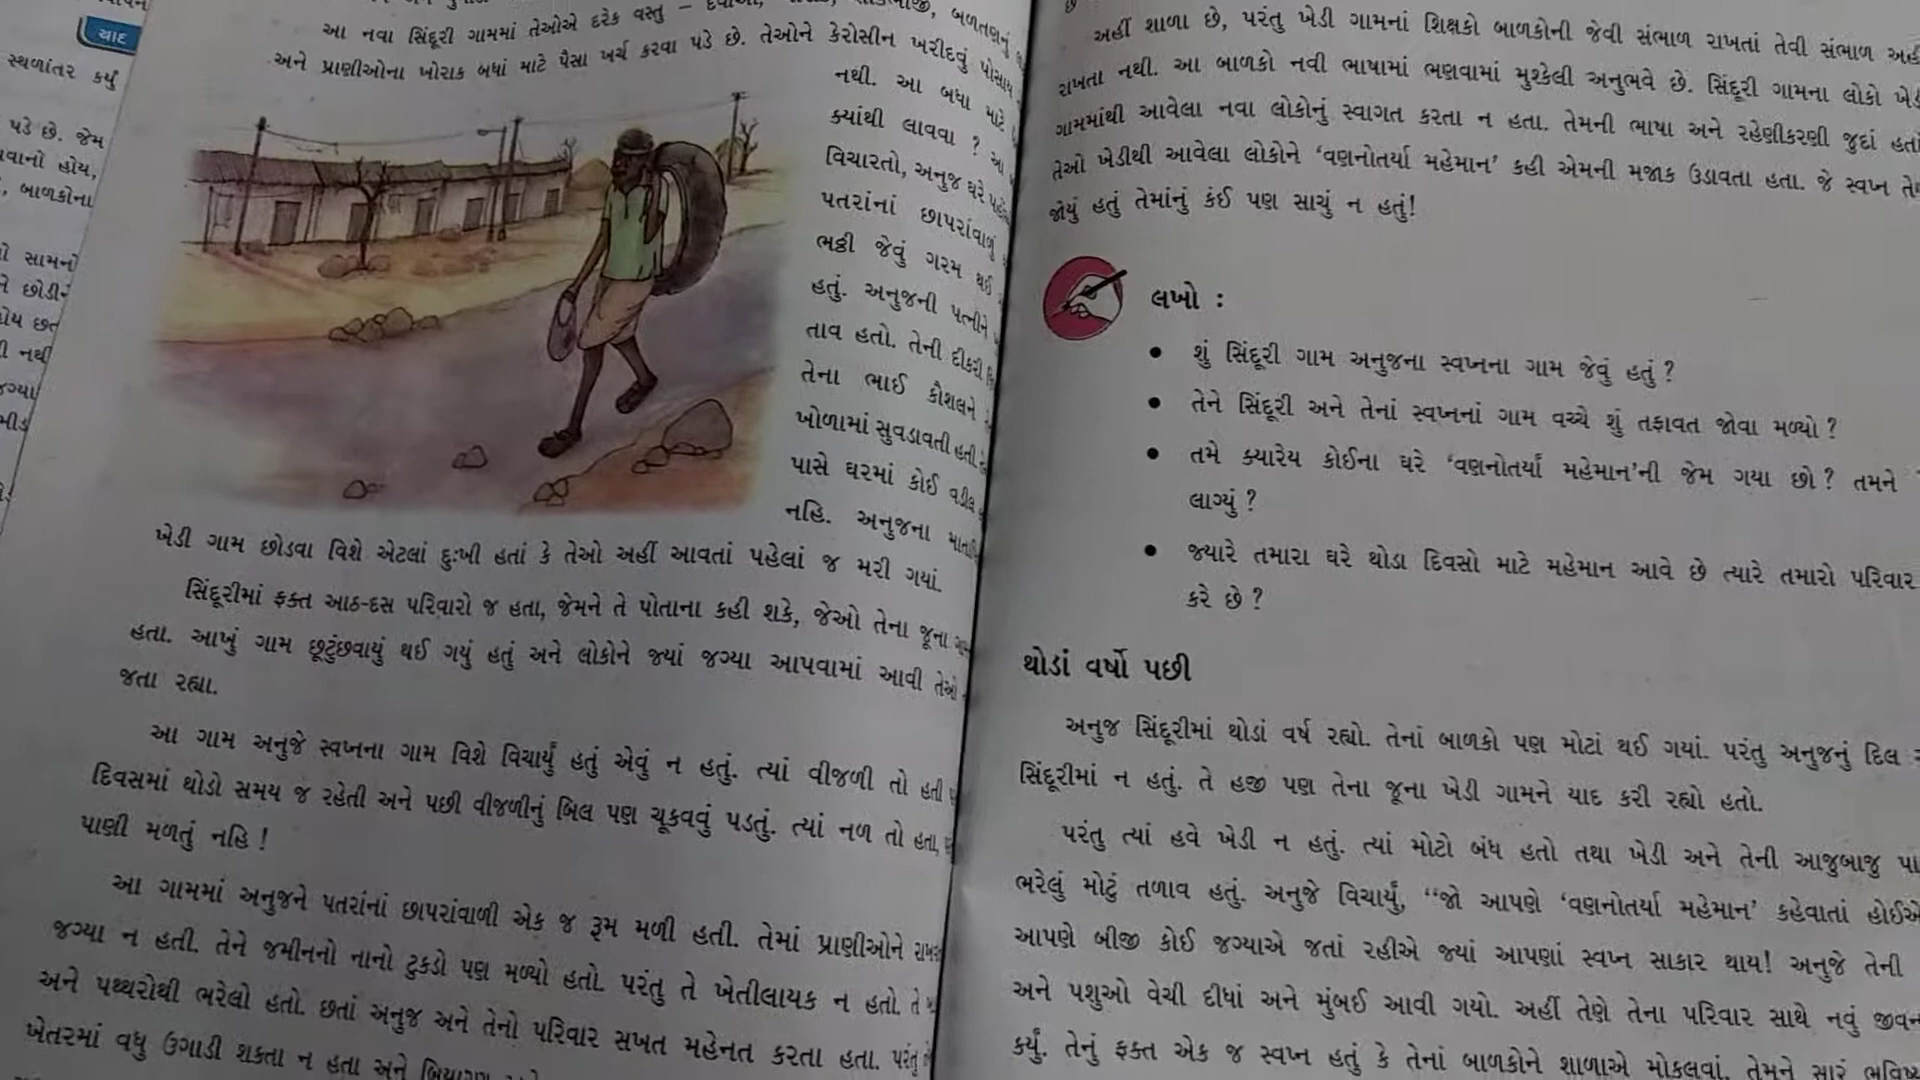 યાદ
સ્થળાંતર કર્યું
પડે છે. જેમ
વાનો હોય,
બાળકોના
સામનો
છોડીને
હોય છત
નથી
આ નવા સિંદૂરી ગામમાં તેઓએ દરેક વસ્તુ – બળતણનું
અને પ્રાણીઓના ખોરાક બધાં માટે પૈસા ખર્ચ કરવા પડે છે. તેઓને કેરોસીન ખરીદવું પોસાય
નથી. આ બધા માટે
ક્યાંથી લાવવા ? આ
વિચારતો, અનુજ ઘરે
પતરાંનાં છાપરાંવાળું
ભઠ્ઠી જેવું ગરમ થઈ
હતું. અનુજની પત્નીને
તાવ હતો. તેની દીકરી
તેના ભાઈ કૌશલને
ખોળામાં સુવડાવતી હતી.
પાસે ઘરમાં કોઈ વડીલ
નહિ. અનુજના
ખેડી ગામ છોડવા વિશે એટલાં દુઃખી હતાં કે તેઓ અહીં આવતાં પહેલાં જ મરી ગયાં.
સિંદૂરીમાં ફક્ત આઠ-દસ પરિવારો જ હતા, જેમને તે પોતાના કહી શકે, જેઓ તેના જૂના
હતા. આખું ગામ છૂટુંછવાયું થઈ ગયું હતું અને લોકોને જ્યાં જગ્યા આપવામાં આવી તેઓ
જતા રહ્યા.
આ ગામ અનુજે સ્વપ્નના ગામ વિશે વિચાર્યું હતું એવું ન હતું. ત્યાં વીજળી તો હતી
દિવસમાં થોડો સમય જ રહેતી અને પછી વીજળીનું બિલ પણ ચૂકવવું પડતું. ત્યાં નળ તો હતા,
પાણી મળતું નહિ !
આ ગામમાં અનુજને પતરાંનાં છાપરાંવાળી એક જ રૂમ મળી હતી. તેમાં પ્રાણીઓને
જગ્યા ન હતી. તેને જમીનનો નાનો ટુકડો પણ મળ્યો હતો. પરંતુ તે ખેતીલાયક ન હતો. તે
અને પથ્થરોથી ભરેલો હતો. છતાં અનુજ અને તેનો પરિવાર સખત મહેનત કરતા હતા. પરંતુ
ખેતરમાં વધુ ઉગાડી શકતા ન હતા અને
અહીં શાળા છે, પરંતુ ખેડી ગામનાં શિક્ષકો બાળકોની જેવી સંભાળ રાખતાં તેવી સંભાળ અહીં
રાખતા નથી. આ બાળકો નવી ભાષામાં ભણવામાં મુશ્કેલી અનુભવે છે. સિંદૂરી ગામના લોકો ખેડી
ગામમાંથી આવેલા નવા લોકોનું સ્વાગત કરતા ન હતા. તેમની ભાષા અને રહેણીકરણી જુદાં હતાં
તેઓ ખેડીથી આવેલા લોકોને ‘વણનોતર્યા મહેમાન’ કહી એમની મજાક ઉડાવતા હતા. જે સ્વપ્ન
જોયું હતું તેમાંનું કંઈ પણ સાચું ન હતું!
લખો :
• શું સિંદૂરી ગામ અનુજના સ્વપ્નના ગામ જેવું હતું ?
• તેને સિંદૂરી અને તેનાં સ્વપ્નનાં ગામ વચ્ચે શું તફાવત જોવા મળ્યો ?
• તમે ક્યારેય કોઈના ઘરે ‘વણનોતર્યાં મહેમાન’ની જેમ ગયા છો ? તમને
લાગ્યું ?
• જ્યારે તમારા ઘરે થોડા દિવસો માટે મહેમાન આવે છે ત્યારે તમારો પરિવાર
કરે છે ?
થોડાં વર્ષો પછી
અનુજ સિંદૂરીમાં થોડાં વર્ષ રહ્યો. તેનાં બાળકો પણ મોટાં થઈ ગયાં. પરંતુ અનુજનું દિલ
સિંદૂરીમાં ન હતું. તે હજી પણ તેના જૂના ખેડી ગામને યાદ કરી રહ્યો હતો.
પરંતુ ત્યાં હવે ખેડી ન હતું. ત્યાં મોટો બંધ હતો તથા ખેડી અને તેની આજુબાજુ
ભરેલું મોટું તળાવ હતું. અનુજે વિચાર્યું, “જો આપણે ‘વણનોતર્યા મહેમાન’ કહેવાતાં હોઈએ
આપણે બીજી કોઈ જગ્યાએ જતાં રહીએ જ્યાં આપણાં સ્વપ્ન સાકાર થાય! અનુજે તેની
અને પશુઓ વેચી દીધાં અને મુંબઈ આવી ગયો. અહીં તેણે તેના પરિવાર સાથે નવું જીવન
કર્યું. તેનું ફક્ત એક જ સ્વપ્ન હતું કે તેનાં બાળકોને શાળાએ મોકલવાં. તેમને સારું ભવિષ્ય